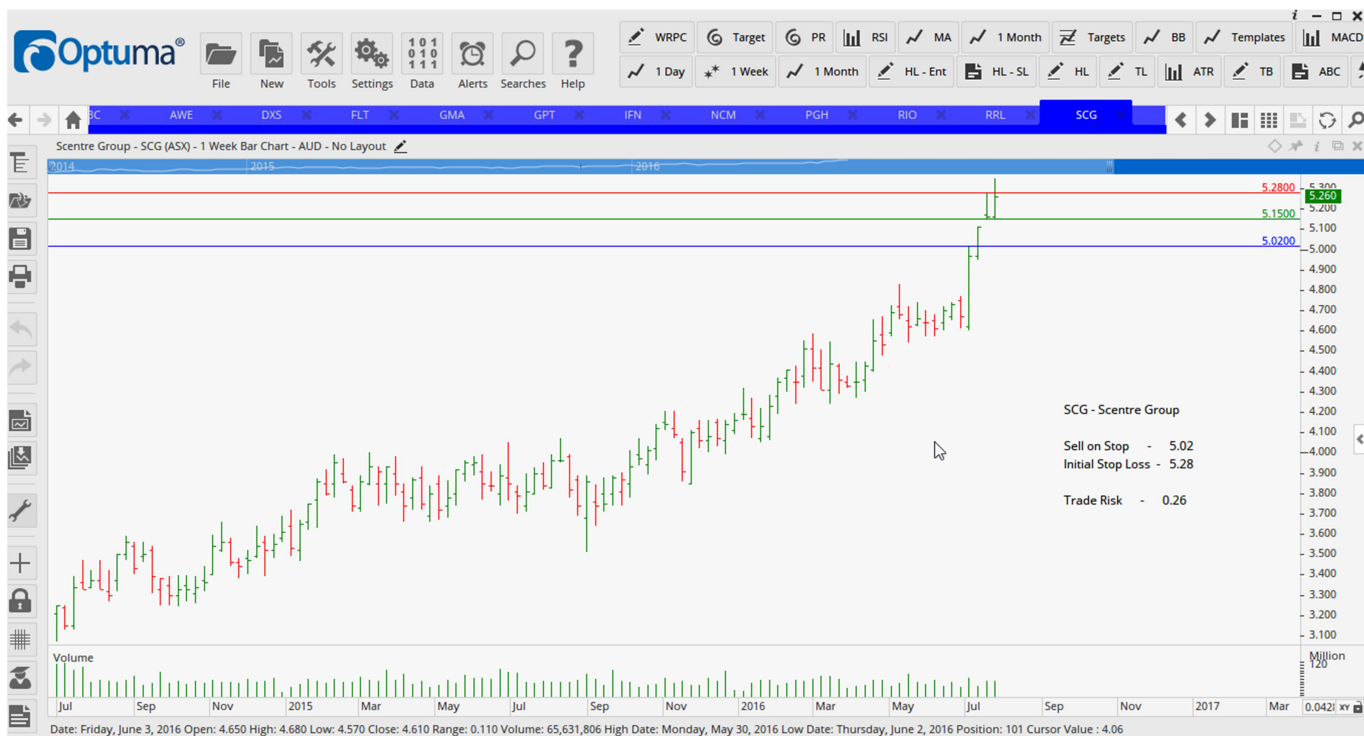 Optuma®
File New Tools Settings Data Alerts Searches Help
WRPC Target PR RSI MA 1 Month Targets BB Templates MACD
1 Day 1 Week 1 Month HL - Ent HL - SL HL TL ATR TB ABC
BC AWE DXS FLT GMA GPT IFN NCM PGH RIO RRL SCG
Scentre Group - SCG (ASX) - 1 Week Bar Chart - AUD - No Layout
2014 2015 2016
5.2800
5.300
5.260
5.200
5.1500
5.100
5.0200
5.000
4.900
4.800
4.700
4.600
4.500
4.400
4.300
4.200
4.100
4.000
3.900
3.800
3.700
3.600
3.500
3.400
3.300
3.200
3.100
SCG - Scentre Group
Sell on Stop - 5.02
Initial Stop Loss - 5.28
Trade Risk - 0.26
Volume
Million
120
Jul Sep Nov 2015 Mar May Jul Sep Nov 2016 Mar May Jul Sep Nov 2017 Mar
XY
Date: Friday, June 3, 2016 Open: 4.650 High: 4.680 Low: 4.570 Close: 4.610 Range: 0.110 Volume: 65,631,806 High Date: Monday, May 30, 2016 Low Date: Thursday, June 2, 2016 Position: 101 Cursor Value : 4.06